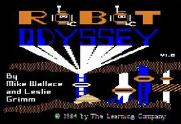 ROBOT
ODYSSEY
v1.0
By
Mike Wallace
and Leslie
Grimm
© 1984 by The Learning Company